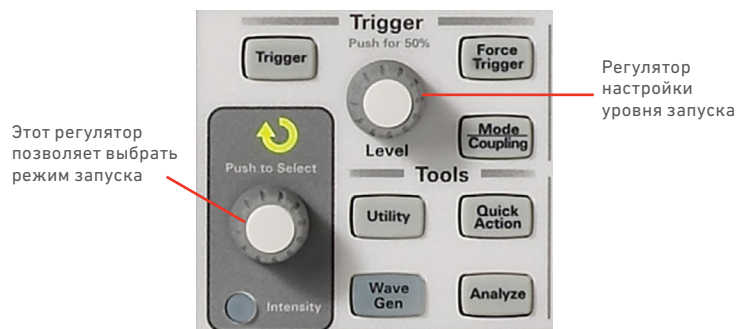 Trigger
Push for 50%
Trigger
Force
Trigger
Регулятор
настройки
уровня запуска
Этот регулятор
позволяет выбрать
режим запуска
Push to Select
Level
Mode
Coupling
Tools
Utility
Quick
Action
Wave
Gen
Analyze
Intensity